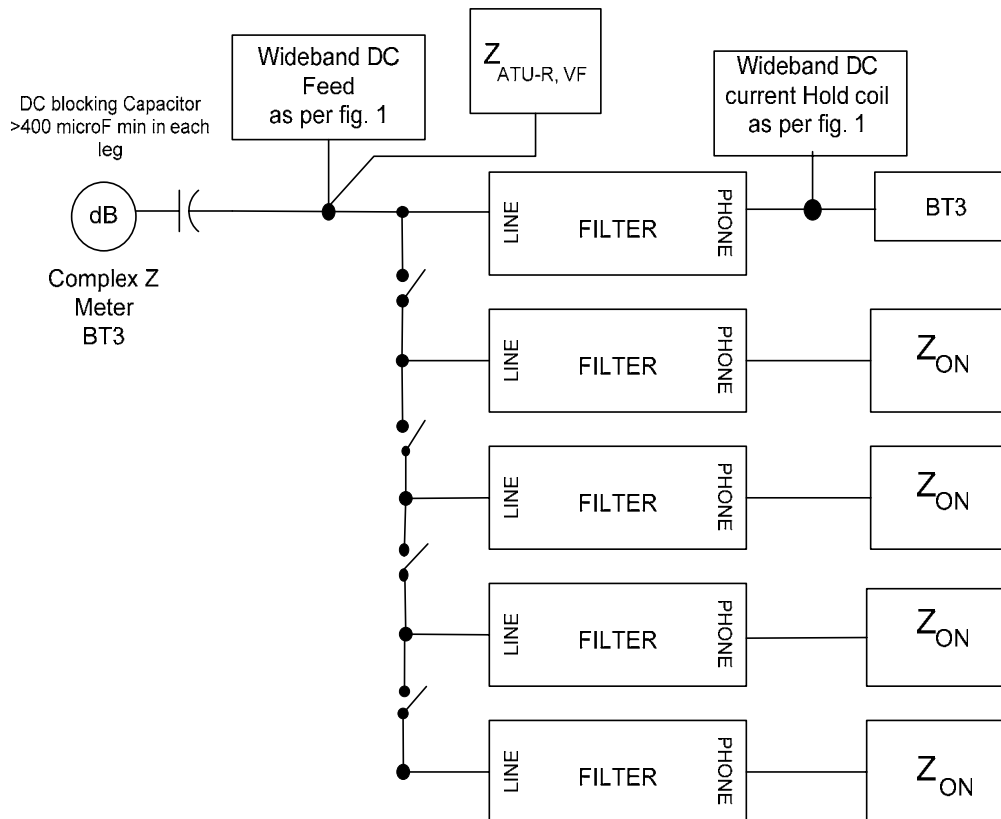 Wideband DC
Feed
as per fig. 1
Z ATU-R, VF
Wideband DC
current Hold coil
as per fig. 1
DC blocking Capacitor
>400 microF min in each
leg
dB
Complex Z
Meter
BT3
LINE
FILTER
PHONE
BT3
LINE
FILTER
PHONE
Z ON
LINE
FILTER
PHONE
Z ON
LINE
FILTER
PHONE
Z ON
LINE
FILTER
PHONE
Z ON